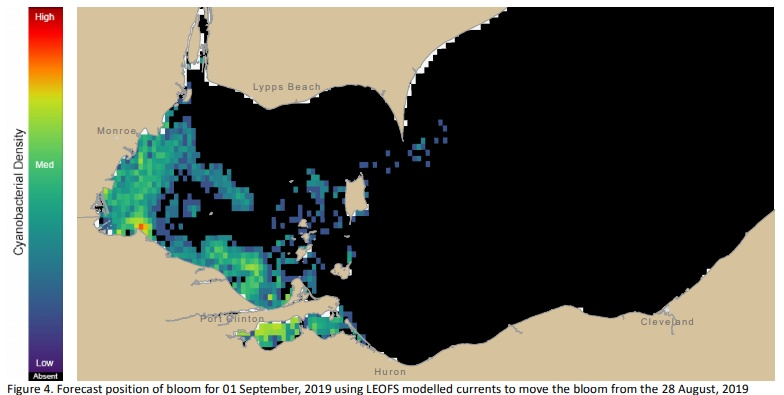 High
Lypps Beach
Monroe
Med
Cyanobacterial Density
Port Clinton
Cleveland
Low
Huron
Absent
Figure 4. Forecast position of bloom for 01 September, 2019 using LEOFS modelled currents to move the bloom from the 28 August, 2019